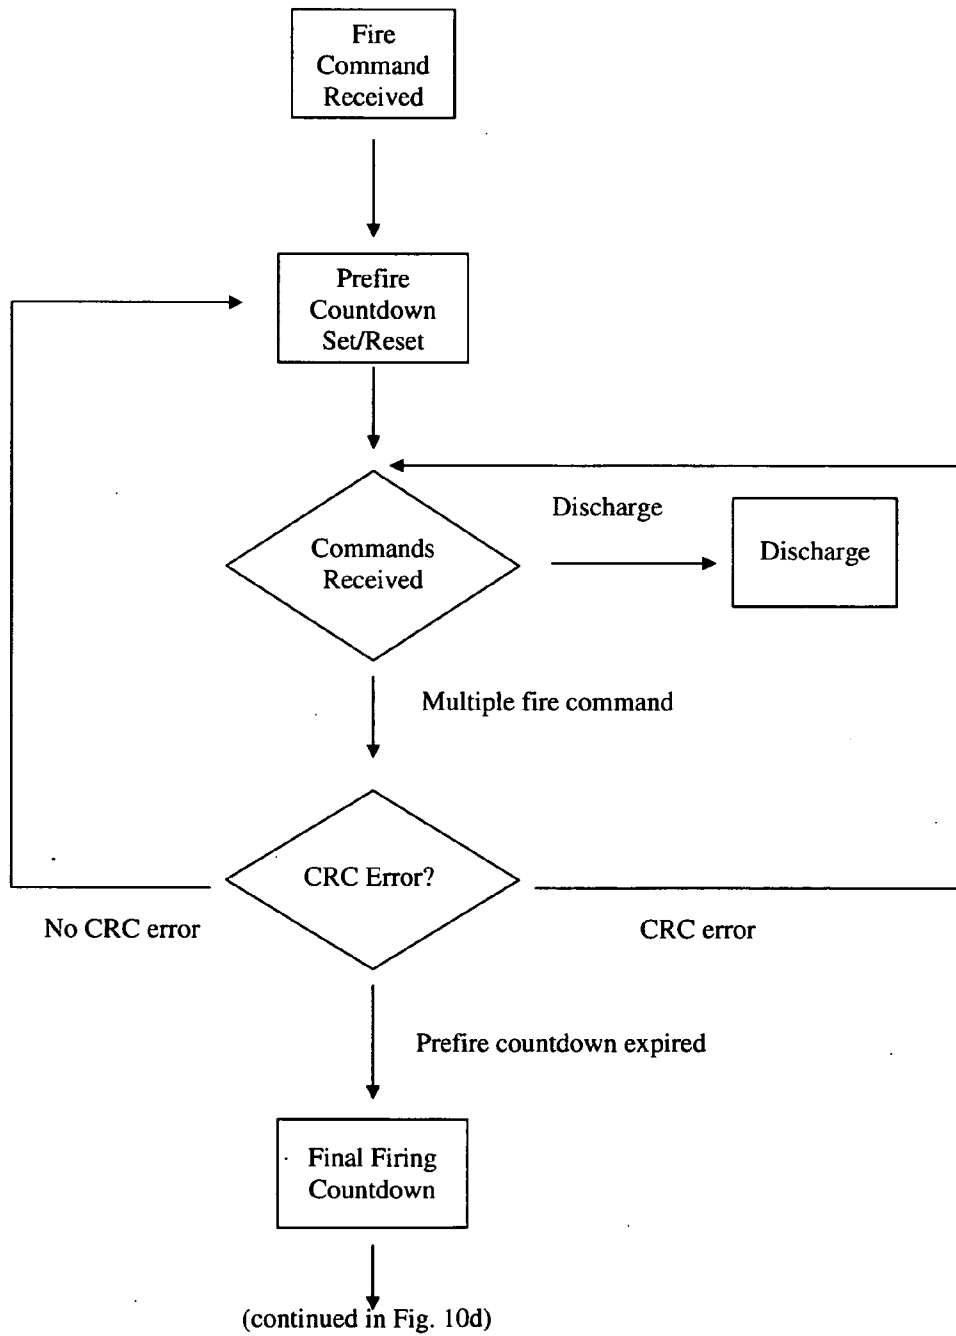 Fire
Command
Received
Prefire
Countdown
Set/Reset
Discharge
Commands
Received
Discharge
Multiple fire command
CRC Error?
No CRC error
CRC error
Prefire countdown expired
Final Firing
Countdown
(continued in Fig. 10d)